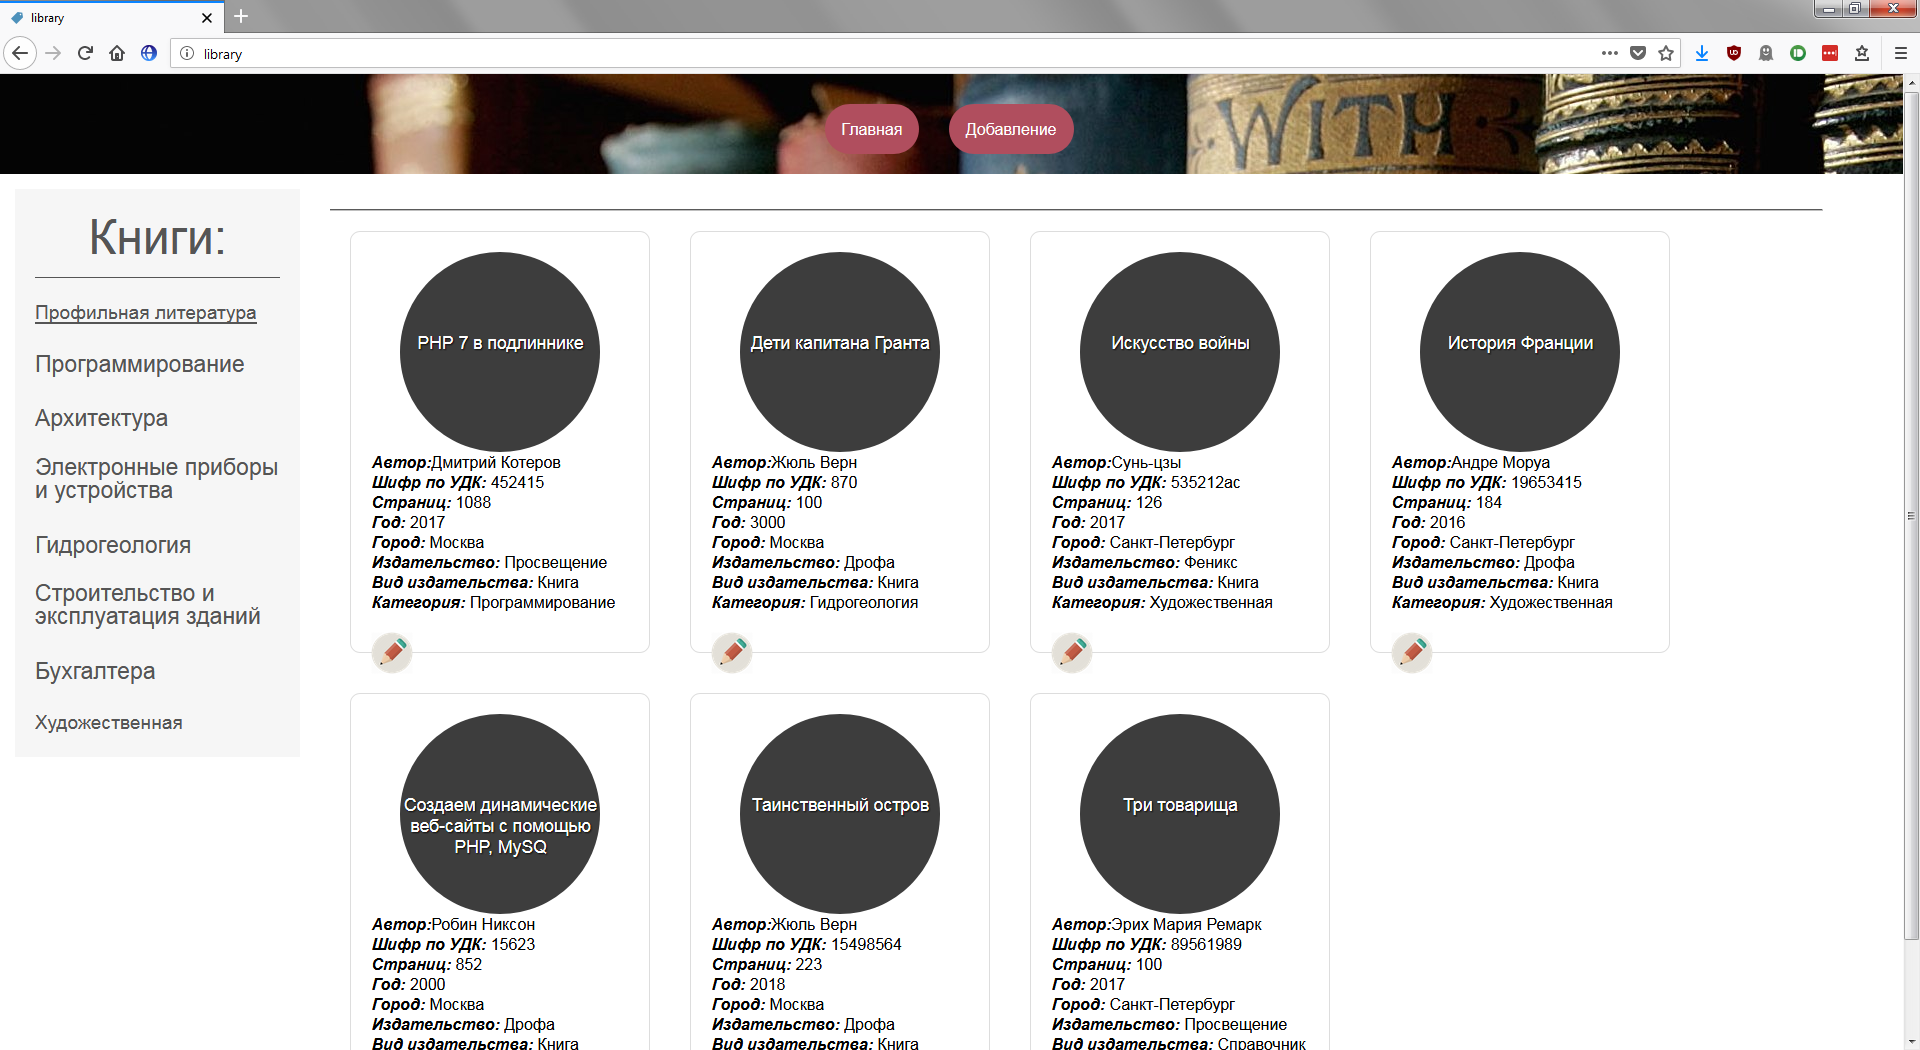 library
library
WITH
Главная
Добавление
Книги:
Профильная литература
Программирование
Архитектура
Электронные приборы
и устройства
Гидрогеология
Строительство и
эксплуатация зданий
Бухгалтера
Художественная
PHP 7 в подлиннике
Автор:Дмитрий Котеров
Шифр по УДК: 452415
Страниц: 1088
Год: 2017
Город: Москва
Издательство: Просвещение
Вид издательства: Книга
Категория: Программирование
Дети капитана Гранта
Автор:Жюль Верн
Шифр по УДК: 870
Страниц: 100
Год: 3000
Город: Москва
Издательство: Дрофа
Вид издательства: Книга
Категория: Гидрогеология
Искусство войны
Автор:Сунь-цзы
Шифр по УДК: 535212ас
Страниц: 126
Год: 2017
Город: Санкт-Петербург
Издательство: Феникс
Вид издательства: Книга
Категория: Художественная
История Франции
Автор:Андре Моруа
Шифр по УДК: 19653415
Страниц: 184
Год: 2016
Город: Санкт-Петербург
Издательство: Дрофа
Вид издательства: Книга
Категория: Художественная
Создаем динамические
веб-сайты с помощью
PHP, MySQ
Автор:Робин Никсон
Шифр по УДК: 15623
Страниц: 852
Год: 2000
Город: Москва
Издательство: Дрофа
Вид издательства: Книга
Таинственный остров
Автор:Жюль Верн
Шифр по УДК: 15498564
Страниц: 223
Год: 2018
Город: Москва
Издательство: Дрофа
Вид издательства: Книга
Три товарища
Автор:Эрих Мария Ремарк
Шифр по УДК: 89561989
Страниц: 100
Год: 2017
Город: Санкт-Петербург
Издательство: Просвещение
Вид издательства: Справочник